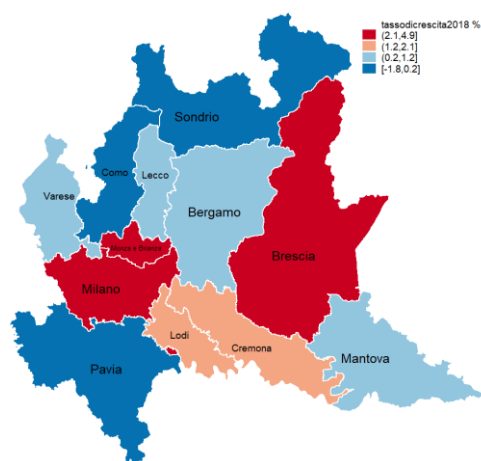 tassodicrescita2018 %
(2.1,4.9]
(1.2,2.1]
(0.2,1.2]
[-1.8,0.2]
Sondrio
Como
Lecco
Varese
Bergamo
Monza e Brianza
Brescia
Milano
Lodi
Cremona
Mantova
Pavia